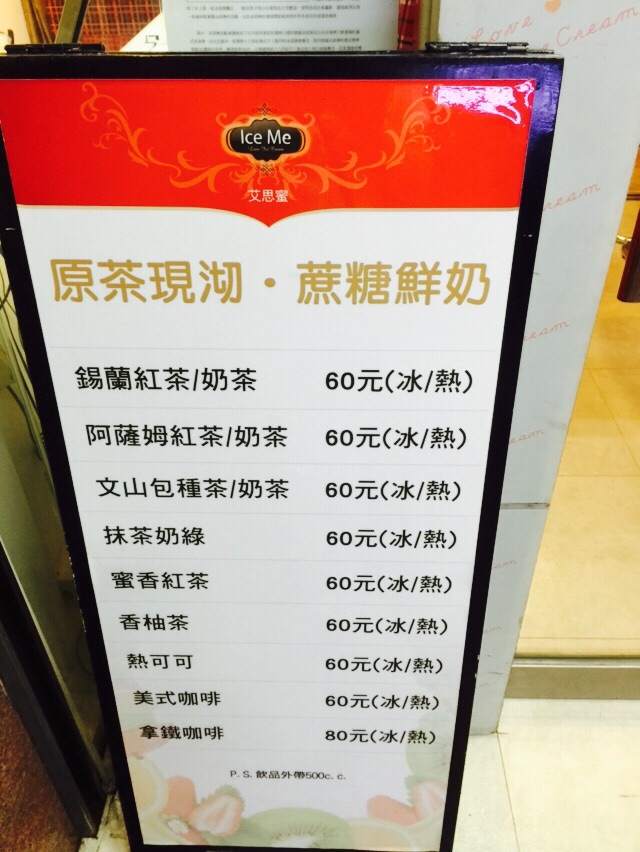 Love
Cream
Ice Me
Love Ice Cream
艾思蜜
原茶現沏・蔗糖鮮奶
錫蘭紅茶/奶茶 60元(冰/熱)
阿薩姆紅茶/奶茶 60元(冰/熱)
文山包種茶/奶茶 60元(冰/熱)
抹茶奶綠 60元(冰/熱)
蜜香紅茶 60元(冰/熱)
香柚茶 60元(冰/熱)
熱可可 60元(冰/熱)
美式咖啡 60元(冰/熱)
拿鐵咖啡 80元(冰/熱)
P.S.飲品外帶500c.c.